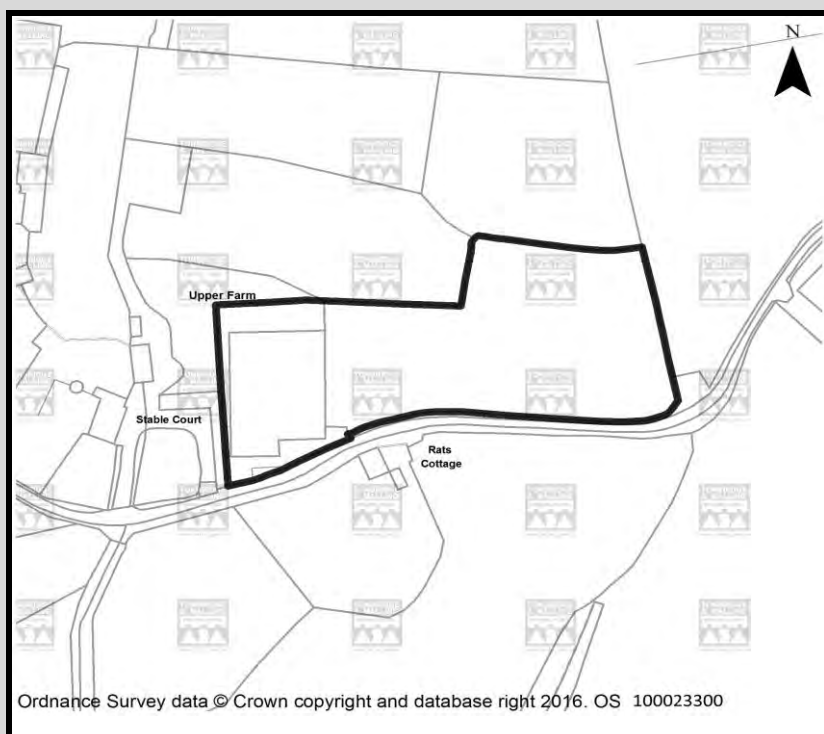 N
Upper Farm
Stable Court
Rats
Cottage
Ordnance Survey data © Crown copyright and database right 2016. OS 100023300